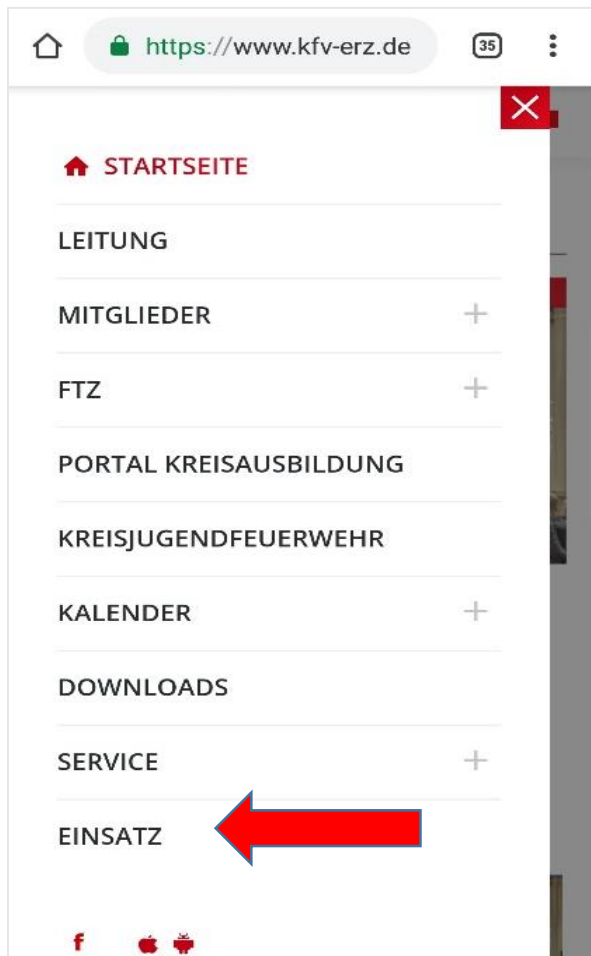 https://www.kfv-erz.de 35
STARTSEITE
LEITUNG
MITGLIEDER
FTZ
PORTAL KREISAUSBILDUNG
KREISJUGENDFEUERWEHR
KALENDER
DOWNLOADS
SERVICE
EINSATZ
f